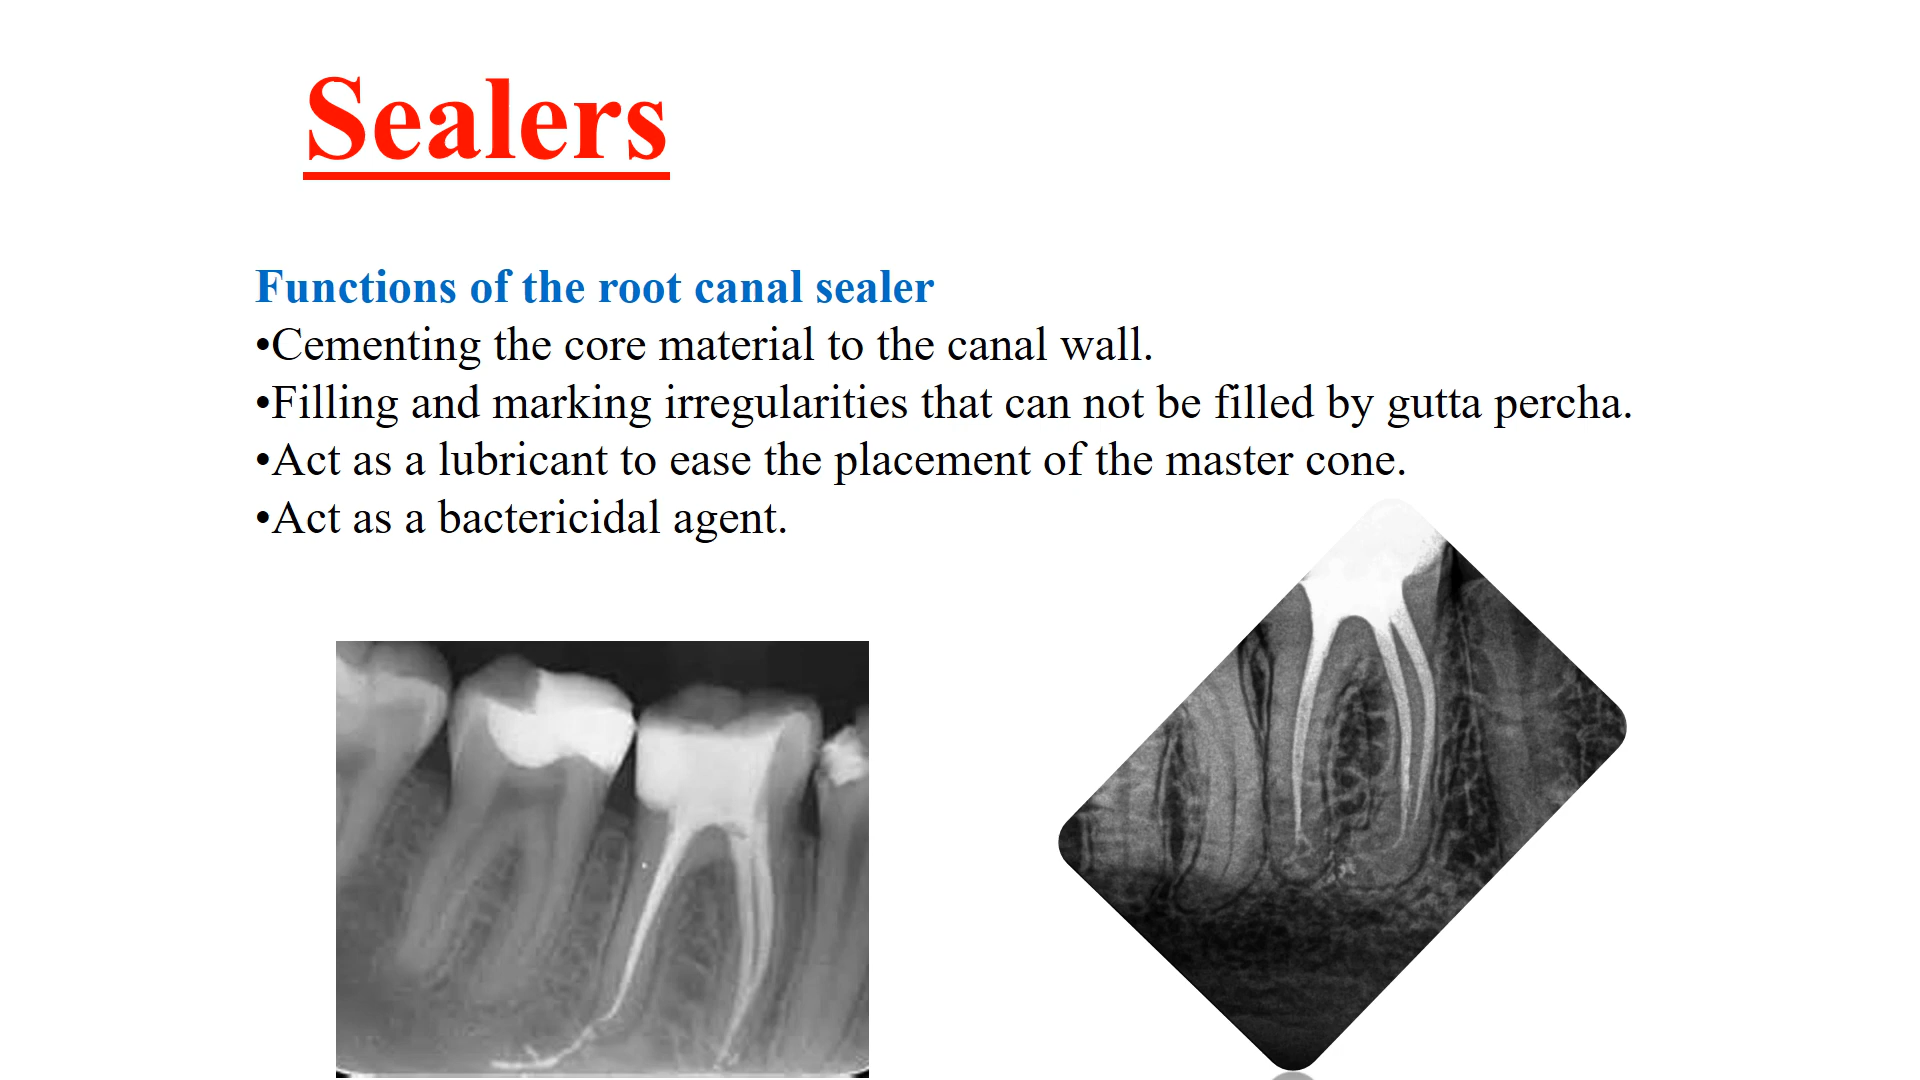 Sealers
Functions of the root canal sealer
•Cementing the core material to the canal wall.
•Filling and marking irregularities that can not be filled by gutta percha.
•Act as a lubricant to ease the placement of the master cone.
•Act as a bactericidal agent.